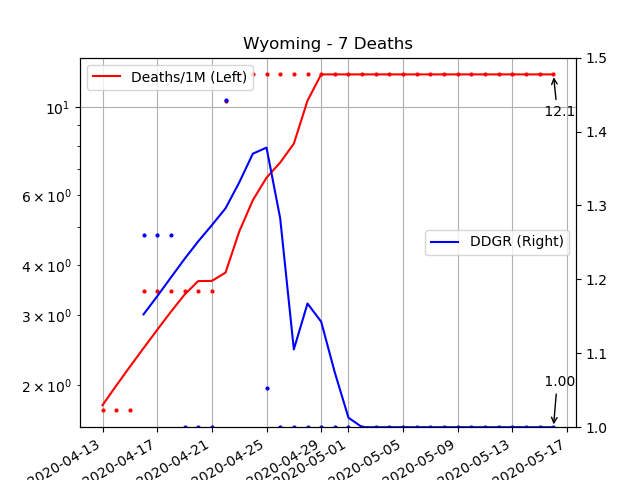 Wyoming - 7 Deaths
Deaths/1M (Left)
DDGR (Right)
10¹
6 × 10⁰
4 × 10⁰
3 × 10⁰
2 × 10⁰
1.5
1.4
1.3
1.2
1.1
1.0
12.1
1.00
2020-04-13
2020-04-17
2020-04-21
2020-04-25
2020-04-29
2020-05-01
2020-05-05
2020-05-09
2020-05-13
2020-05-17